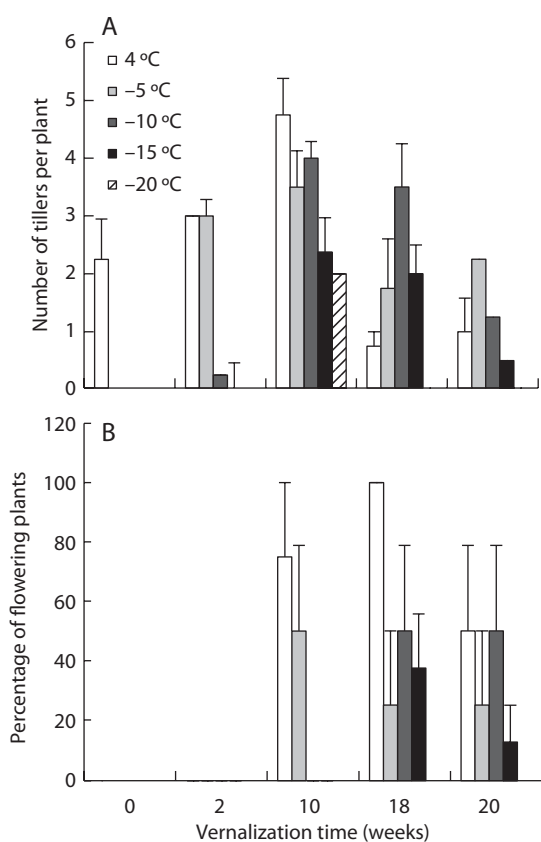 A
6
5
4
3
2
1
0
Number of tillers per plant
4 ºC
–5 ºC
–10 ºC
–15 ºC
–20 ºC
B
120
100
80
60
40
20
0
Percentage of flowering plants
0 2 10 18 20
Vernalization time (weeks)